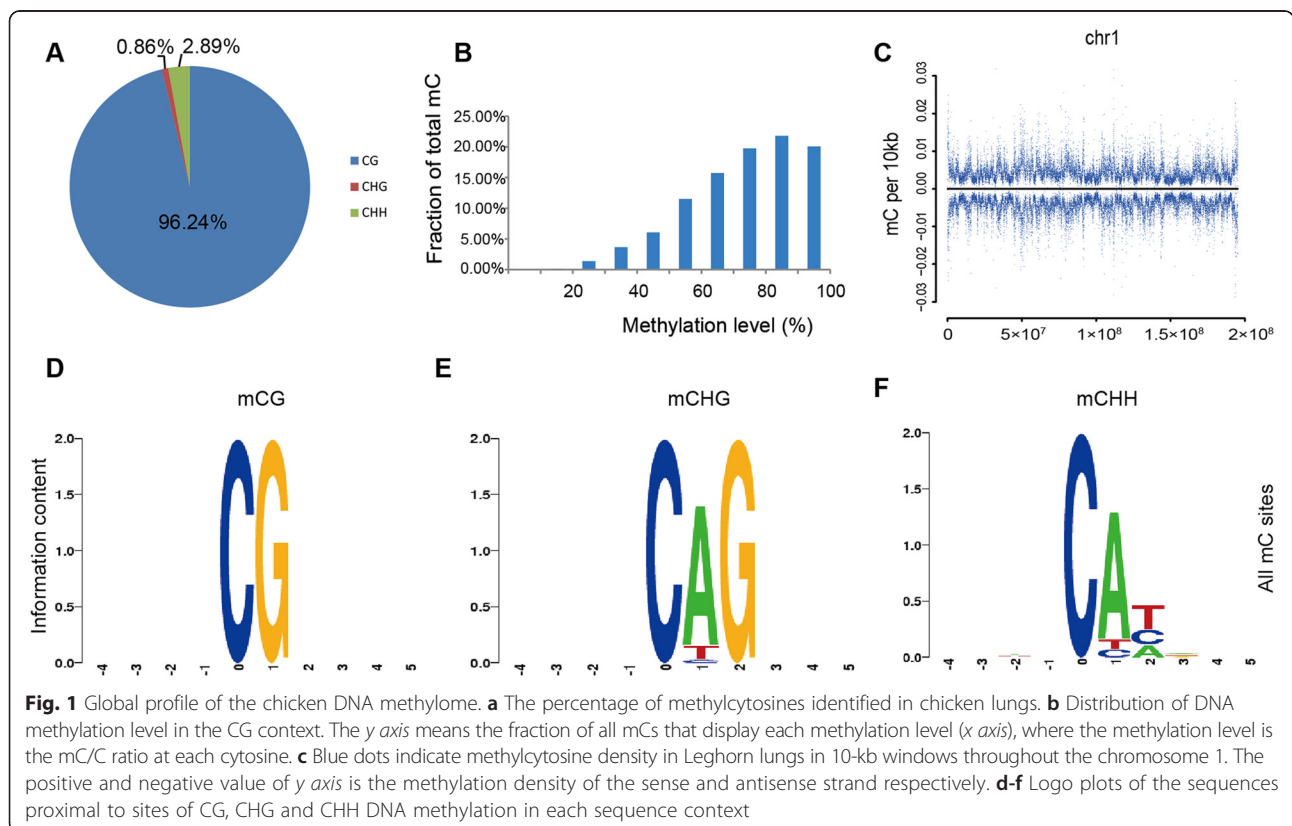 A
0.86%
2.89%
96.24%
CG
CHG
CHH
B
Fraction of total mC
25.00%
20.00%
15.00%
10.00%
5.00%
0.00%
20 40 60 80 100
Methylation level (%)
C
chr1
mC per 10kb
0.03
0.02
0.01
0.00
−0.01
−0.02
−0.03
0 5×10⁷ 1×10⁸ 1.5×10⁸ 2×10⁸
D
mCG
Information content
2.0
1.5
1.0
0.5
0.0
CG
-4 -3 -2 -1 0 1 2 3 4 5
E
mCHG
2.0
1.5
1.0
0.5
0.0
CAG
T
C
-4 -3 -2 -1 0 1 2 3 4 5
F
mCHH
2.0
1.5
1.0
0.5
0.0
CAT
TC
CA
-4 -3 -2 -1 0 1 2 3 4 5
All mC sites
Fig. 1 Global profile of the chicken DNA methylome. a The percentage of methylcytosines identified in chicken lungs. b Distribution of DNA
methylation level in the CG context. The y axis means the fraction of all mCs that display each methylation level (x axis), where the methylation level is
the mC/C ratio at each cytosine. c Blue dots indicate methylcytosine density in Leghorn lungs in 10-kb windows throughout the chromosome 1. The
positive and negative value of y axis is the methylation density of the sense and antisense strand respectively. d-f Logo plots of the sequences
proximal to sites of CG, CHG and CHH DNA methylation in each sequence context